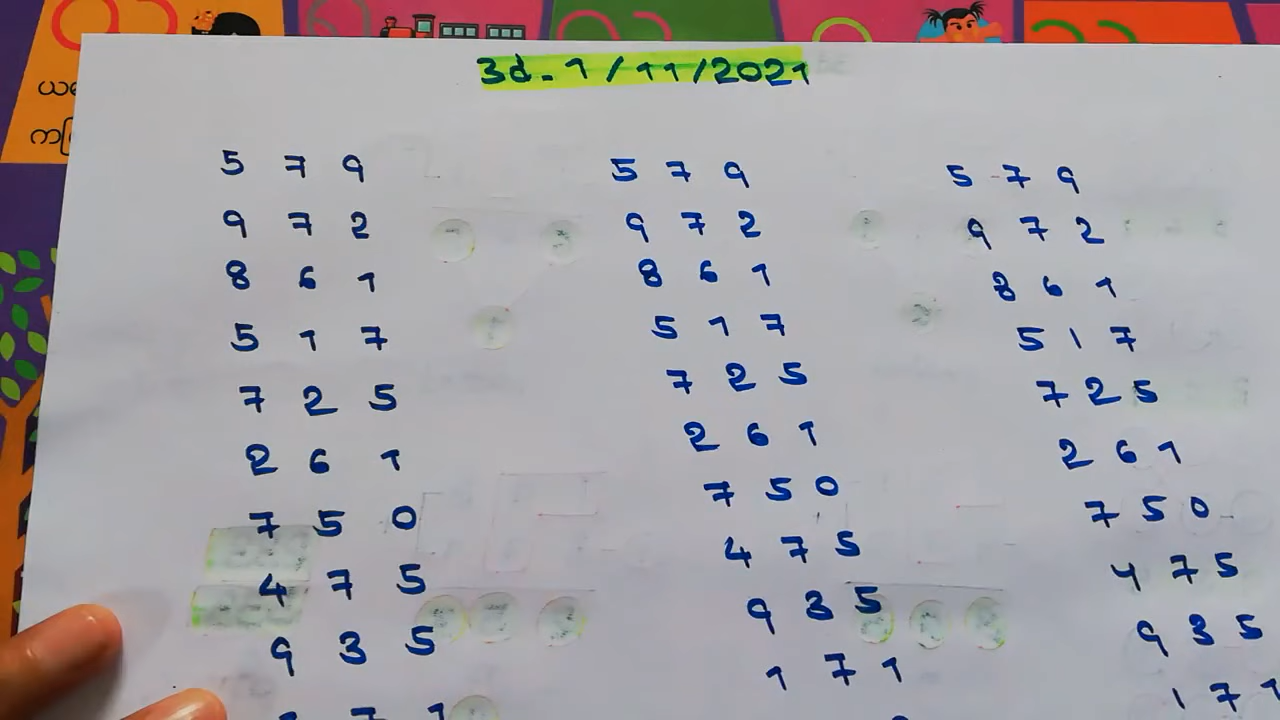 3d. 1/11/2021
5 7 9 5 7 9 5 7 9
9 7 2 9 7 2 9 7 2
8 6 1 8 6 1 8 6 1
5 1 7 5 1 7 5 1 7
7 2 5 7 2 5 7 2 5
2 6 1 2 6 1 2 6 1
7 5 0 7 5 0 7 5 0
4 7 5 4 7 5 4 7 5
9 3 5 9 3 5 9 3 5
1 7 1 1 7 1 1 7 1